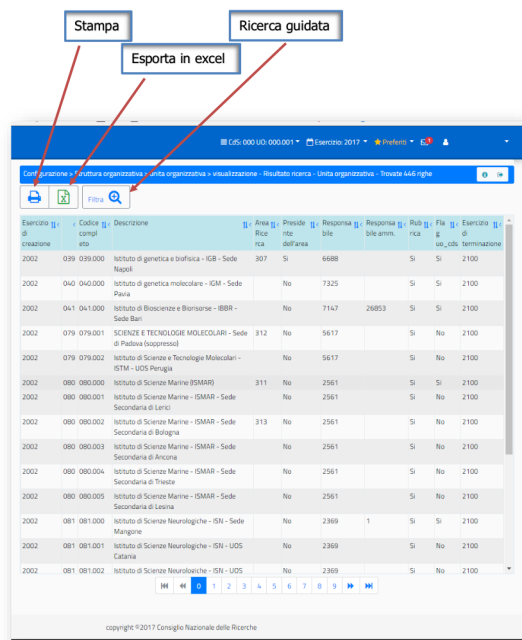 Stampa
Ricerca guidata
Esporta in excel
CdS: 000 UO: 000.001 Esercizio: 2017 Preferiti
Configurazione > Struttura organizzativa > Unita organizzativa > visualizzazione - Risultato ricerca - Unita organizzativa - Trovate 446 righe
Filtra
Esercizio Codice Descrizione Area Preside Responsa Responsa Rub Fla Esercizio
di compl Rice nte bile bile amm. rica g di
creazione eto rca dell'area uo_cds terminazione
2002 039 039.000 Istituto di genetica e biofisica - IGB - Sede 307 Si 6688 Si Si 2100
Napoli
2002 040 040.000 Istituto di genetica molecolare - IGM - Sede No 7325 Si Si 2100
Pavia
2002 041 041.000 Istituto di Bioscienze e Biorisorse - IBBR - No 7147 26853 Si Si 2100
Sede Bari
2002 079 079.001 SCIENZE E TECNOLOGIE MOLECOLARI - Sede 312 No 5617 Si No 2100
di Padova (soppresso)
2002 079 079.002 Istituto di Scienze e Tecnologie Molecolari - No 5617 Si No 2100
ISTM - UOS Perugia
2002 080 080.000 Istituto di Scienze Marine (ISMAR) 311 No 2561 Si Si 2100
2002 080 080.001 Istituto di Scienze Marine - ISMAR - Sede No 2561 Si No 2100
Secondaria di Lerici
2002 080 080.002 Istituto di Scienze Marine - ISMAR - Sede 313 No 2561 Si No 2100
Secondaria di Bologna
2002 080 080.003 Istituto di Scienze Marine - ISMAR - Sede No 2561 Si No 2100
Secondaria di Ancona
2002 080 080.004 Istituto di Scienze Marine - ISMAR - Sede No 2561 Si No 2100
Secondaria di Trieste
2002 080 080.005 Istituto di Scienze Marine - ISMAR - Sede No 2561 Si No 2100
Secondaria di Lesina
2002 081 081.000 Istituto di Scienze Neurologiche - ISN - Sede No 2369 1 Si Si 2100
Mangone
2002 081 081.001 Istituto di Scienze Neurologiche - ISN - UOS No 2369 Si No 2100
Catania
2002 081 081.002 Istituto di Scienze Neurologiche - ISN - UOS No 2369 Si No 2100
0 1 2 3 4 5 6 7 8 9
copyright ©2017 Consiglio Nazionale delle Ricerche